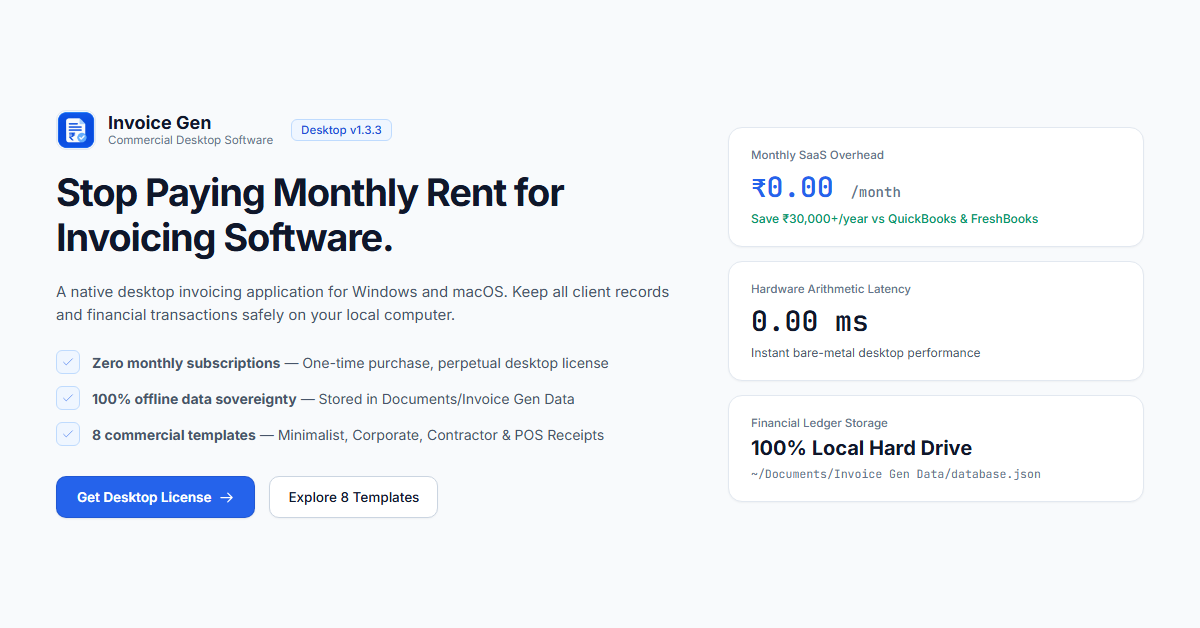 Invoice Gen
Commercial Desktop Software
Desktop v1.3.3
Stop Paying Monthly Rent for
Invoicing Software.
A native desktop invoicing application for Windows and macOS. Keep all client records
and financial transactions safely on your local computer.
Zero monthly subscriptions — One-time purchase, perpetual desktop license
100% offline data sovereignty — Stored in Documents/Invoice Gen Data
8 commercial templates — Minimalist, Corporate, Contractor & POS Receipts
Get Desktop License →
Explore 8 Templates
Monthly SaaS Overhead
₹0.00 /month
Save ₹30,000+/year vs QuickBooks & FreshBooks
Hardware Arithmetic Latency
0.00 ms
Instant bare-metal desktop performance
Financial Ledger Storage
100% Local Hard Drive
~/Documents/Invoice Gen Data/database.json